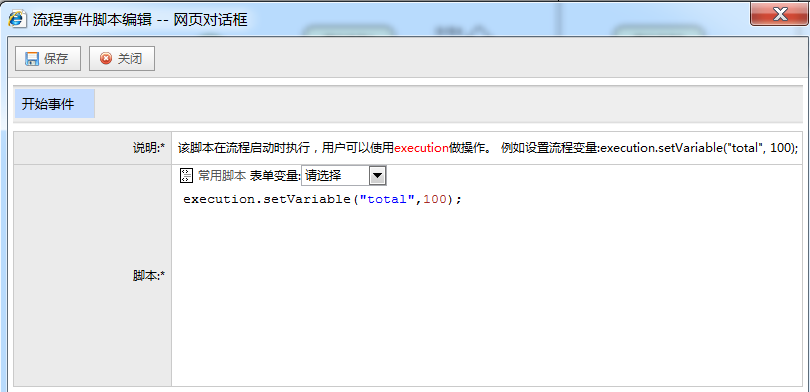 流程事件脚本编辑 -- 网页对话框
保存 关闭
开始事件
说明:* 该脚本在流程启动时执行，用户可以使用execution做操作。 例如设置流程变量:execution.setVariable("total", 100);
常用脚本 表单变量: 请选择
execution.setVariable("total",100);
脚本:*